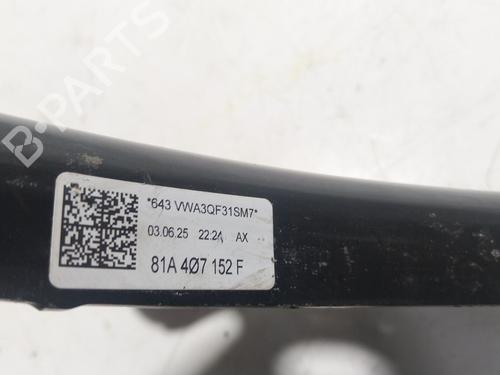 B-PARTS
*643 VWA3QF31SM7*
03.06.25 22:24 AX
81A 4Ø7 152 F